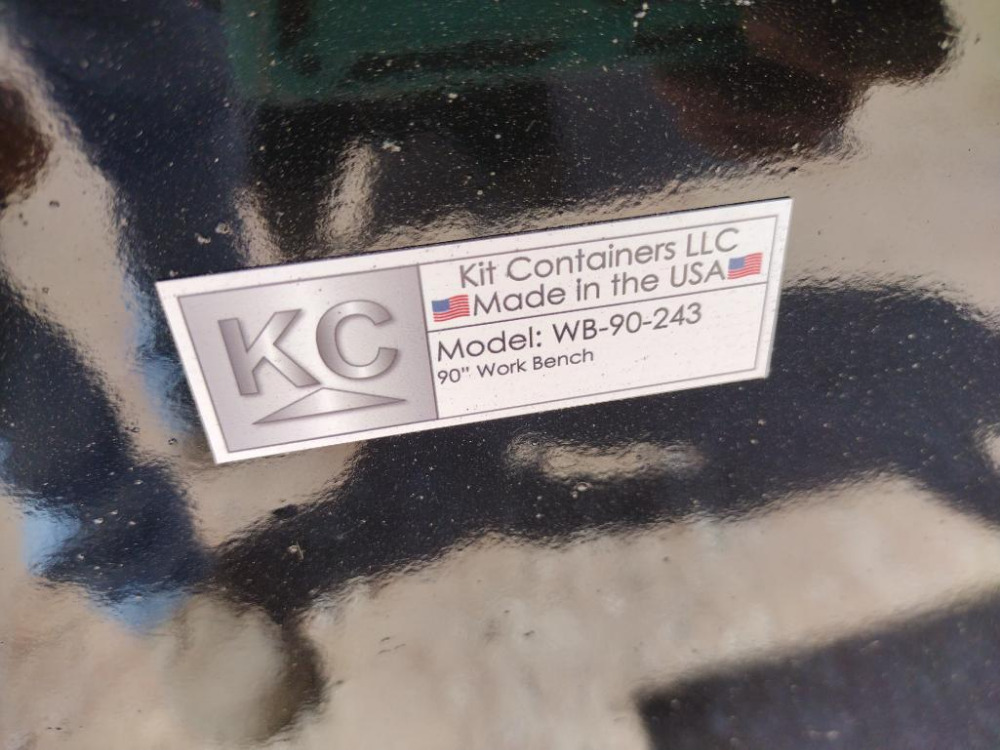 KC
Kit Containers LLC
Made in the USA
Model: WB-90-243
90" Work Bench